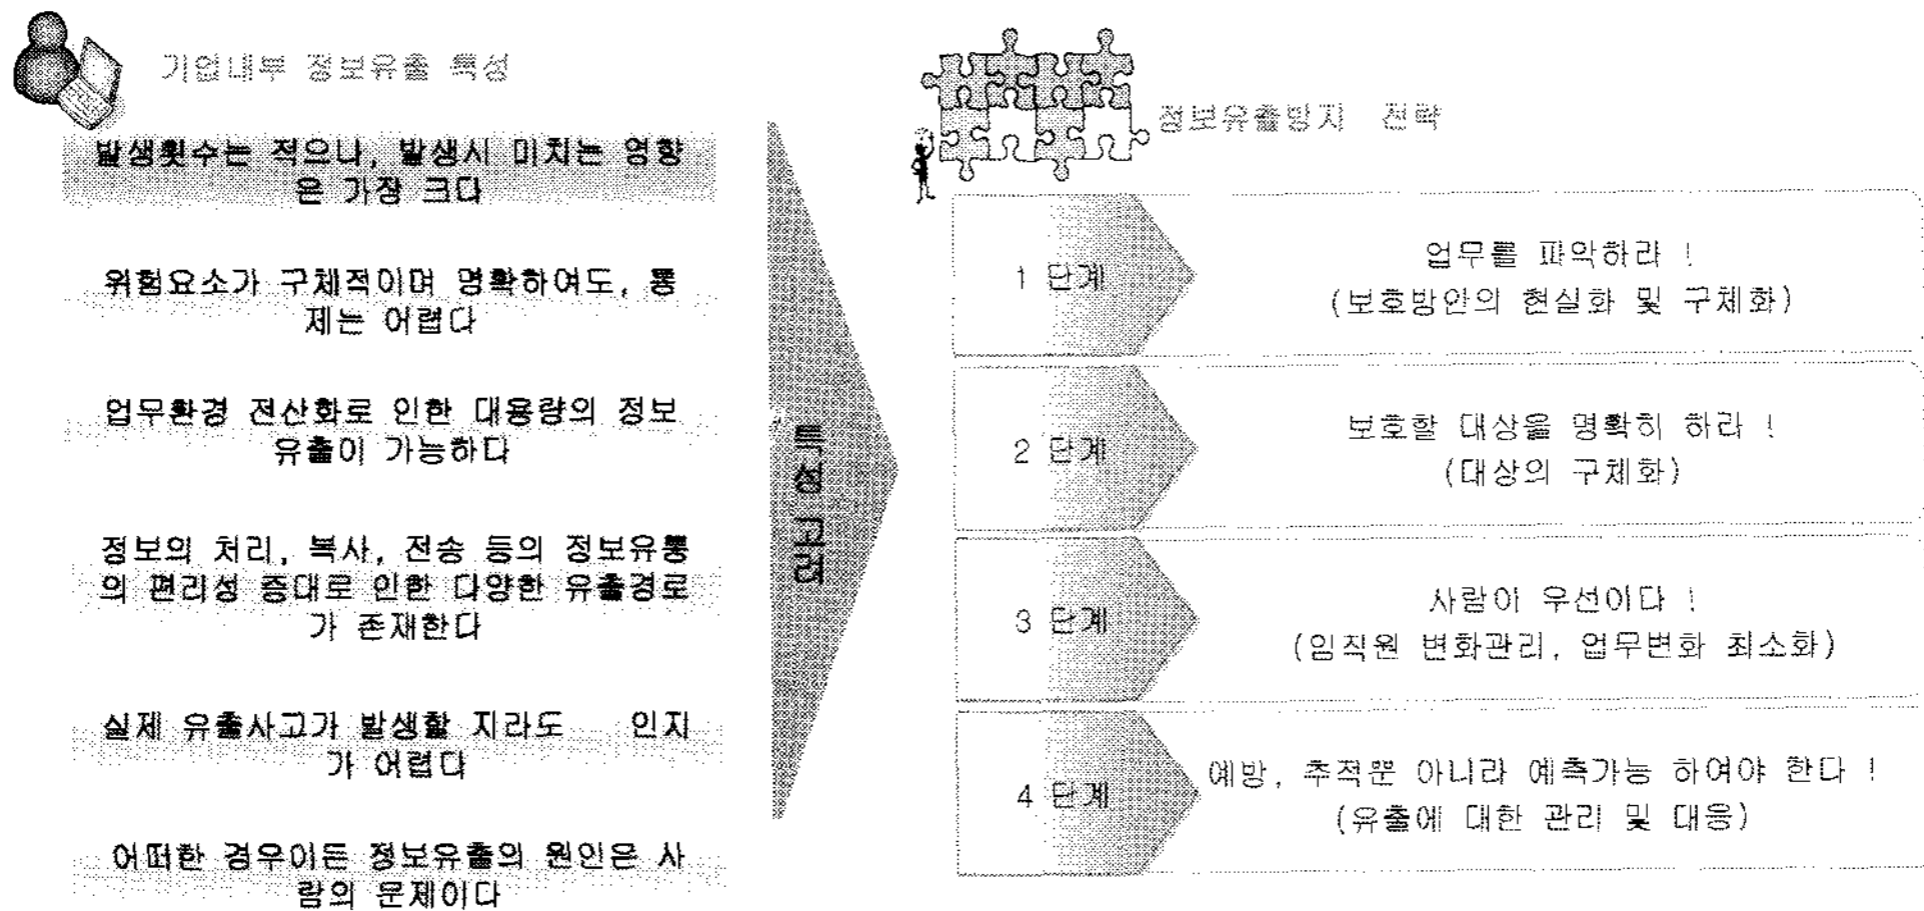 기업내부 정보유출 특성
발생횟수는 적으나, 발생시 미치는 영향
은 가장 크다
위험요소가 구체적이며 명확하여도, 통
제는 어렵다
업무환경 전산화로 인한 대용량의 정보
유출이 가능하다
정보의 처리, 복사, 전송 등의 정보유통
의 편리성 증대로 인한 다양한 유출경로
가 존재한다
실제 유출사고가 발생할 지라도 인지
가 어렵다
어떠한 경우이든 정보유출의 원인은 사
람의 문제이다
특성 고려
정보유출방지 전략
1 단계
업무를 파악하라 !
(보호방안의 현실화 및 구체화)
2 단계
보호할 대상을 명확히 하라 !
(대상의 구체화)
3 단계
사람이 우선이다 !
(임직원 변화관리, 업무변화 최소화)
4 단계
예방, 추적뿐 아니라 예측가능 하여야 한다 !
(유출에 대한 관리 및 대응)